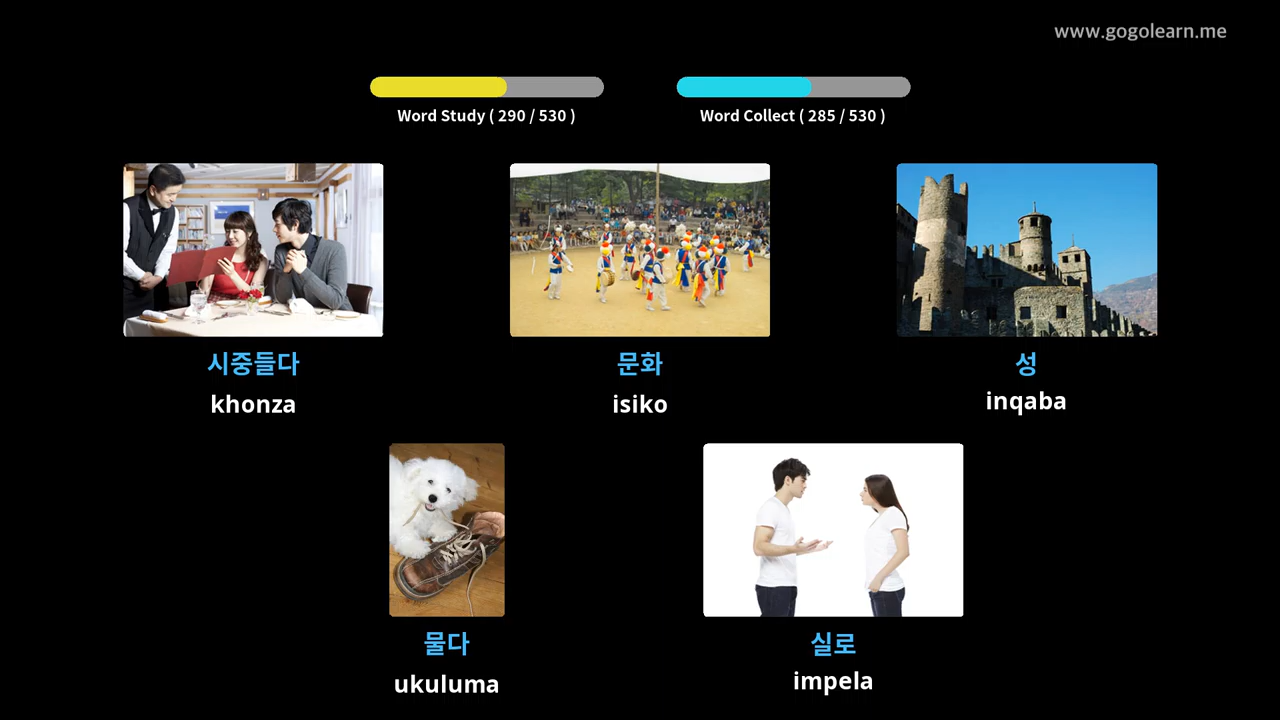 www.gogolearn.me
Word Study ( 290 / 530 )
Word Collect ( 285 / 530 )
시중들다
khonza
문화
isiko
성
inqaba
물다
ukuluma
실로
impela